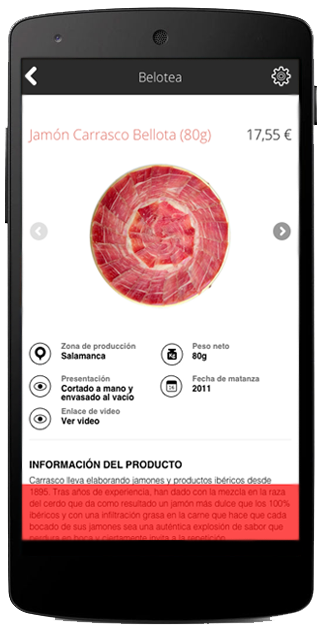 Belotea
Jamón Carrasco Bellota (80g)
17,55 €
Zona de producción
Salamanca
Peso neto
80g
Presentación
Cortado a mano y
envasado al vacío
Fecha de matanza
2011
Enlace de video
Ver video
INFORMACIÓN DEL PRODUCTO
Carrasco lleva elaborando jamones y productos ibéricos desde
1895. Tras años de experiencia, han dado con la mezcla en la raza
del cerdo que da como resultado un jamón más dulce que los 100%
ibéricos y con una infiltración grasa en la carne que hace que cada
bocado de sus jamones sea una auténtica explosión de sabor que
perdura en boca y ciertamente invita a la repetición.